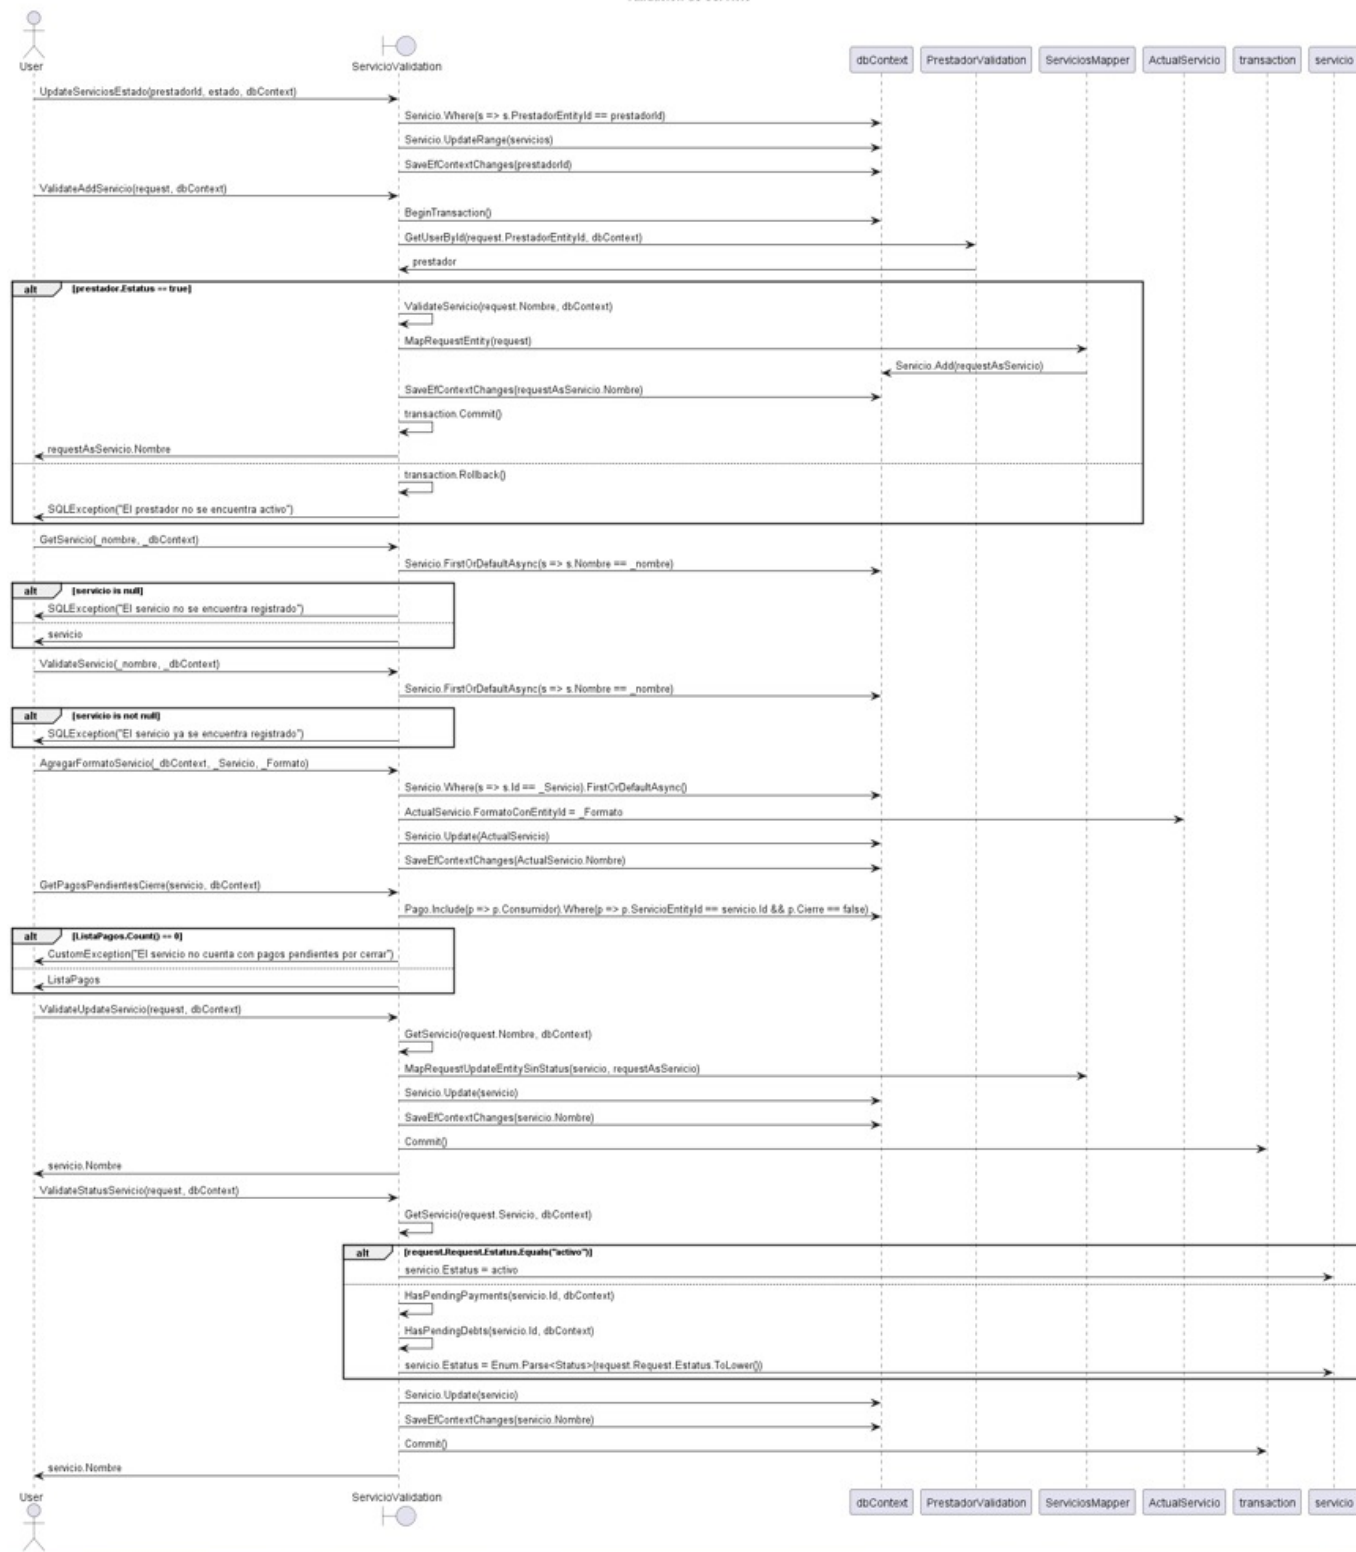 User
ServicioValidation
dbContext
PrestadorValidation
ServiciosMapper
ActualServicio
transaction
servicio
UpdateServiciosEstado(prestadorId, estado, dbContext)
Servicio.Where(s => s.PrestadorEntityId == prestadorId)
Servicio.UpdateRange(servicios)
SaveEfContextChanges(prestadorId)
ValidateAddServicio(request, dbContext)
BeginTransaction()
GetUserById(request.PrestadorEntityId, dbContext)
prestador
alt [prestador.Estatus == true]
ValidateServicio(request.Nombre, dbContext)
MapRequestEntity(request)
Servicio.Add(requestAsServicio)
SaveEfContextChanges(requestAsServicio.Nombre)
transaction.Commit()
requestAsServicio.Nombre
transaction.Rollback()
SQLException("El prestador no se encuentra activo")
GetServicio(_nombre, _dbContext)
Servicio.FirstOrDefaultAsync(s => s.Nombre == _nombre)
alt [servicio is null]
SQLException("El servicio no se encuentra registrado")
servicio
ValidateServicio(_nombre, _dbContext)
Servicio.FirstOrDefaultAsync(s => s.Nombre == _nombre)
alt [servicio is not null]
SQLException("El servicio ya se encuentra registrado")
AgregarFormatoServicio(_dbContext, _Servicio, _Formato)
Servicio.Where(s => s.Id == _Servicio).FirstOrDefaultAsync()
ActualServicio.FormatoConEntityId = _Formato
Servicio.Update(ActualServicio)
SaveEfContextChanges(ActualServicio.Nombre)
GetPagosPendientesCierre(servicio, dbContext)
Pago.Include(p => p.Consumidor).Where(p => p.ServicioEntityId == servicio.Id && p.Cierre == false)
alt [ListaPagos.Count() == 0]
CustomException("El servicio no cuenta con pagos pendientes por cerrar")
ListaPagos
ValidateUpdateServicio(request, dbContext)
GetServicio(request.Nombre, dbContext)
MapRequestUpdateEntitySinStatus(servicio, requestAsServicio)
Servicio.Update(servicio)
SaveEfContextChanges(servicio.Nombre)
Commit()
servicio.Nombre
ValidateStatusServicio(request, dbContext)
GetServicio(request.Servicio, dbContext)
alt [request.Request.Estatus.Equals("activo")]
servicio.Estatus = activo
HasPendingPayments(servicio.Id, dbContext)
HasPendingDebts(servicio.Id, dbContext)
servicio.Estatus = Enum.Parse<Status>(request.Request.Estatus.ToLower())
Servicio.Update(servicio)
SaveEfContextChanges(servicio.Nombre)
Commit()
servicio.Nombre
User
ServicioValidation
dbContext
PrestadorValidation
ServiciosMapper
ActualServicio
transaction
servicio